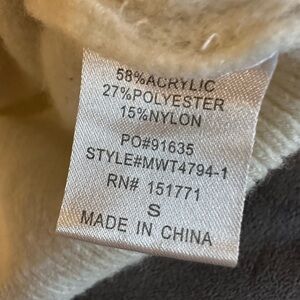 58%ACRYLIC
27%POLYESTER
15%NYLON
PO#91635
STYLE#MWT4794-1
RN# 151771
S
MADE IN CHINA